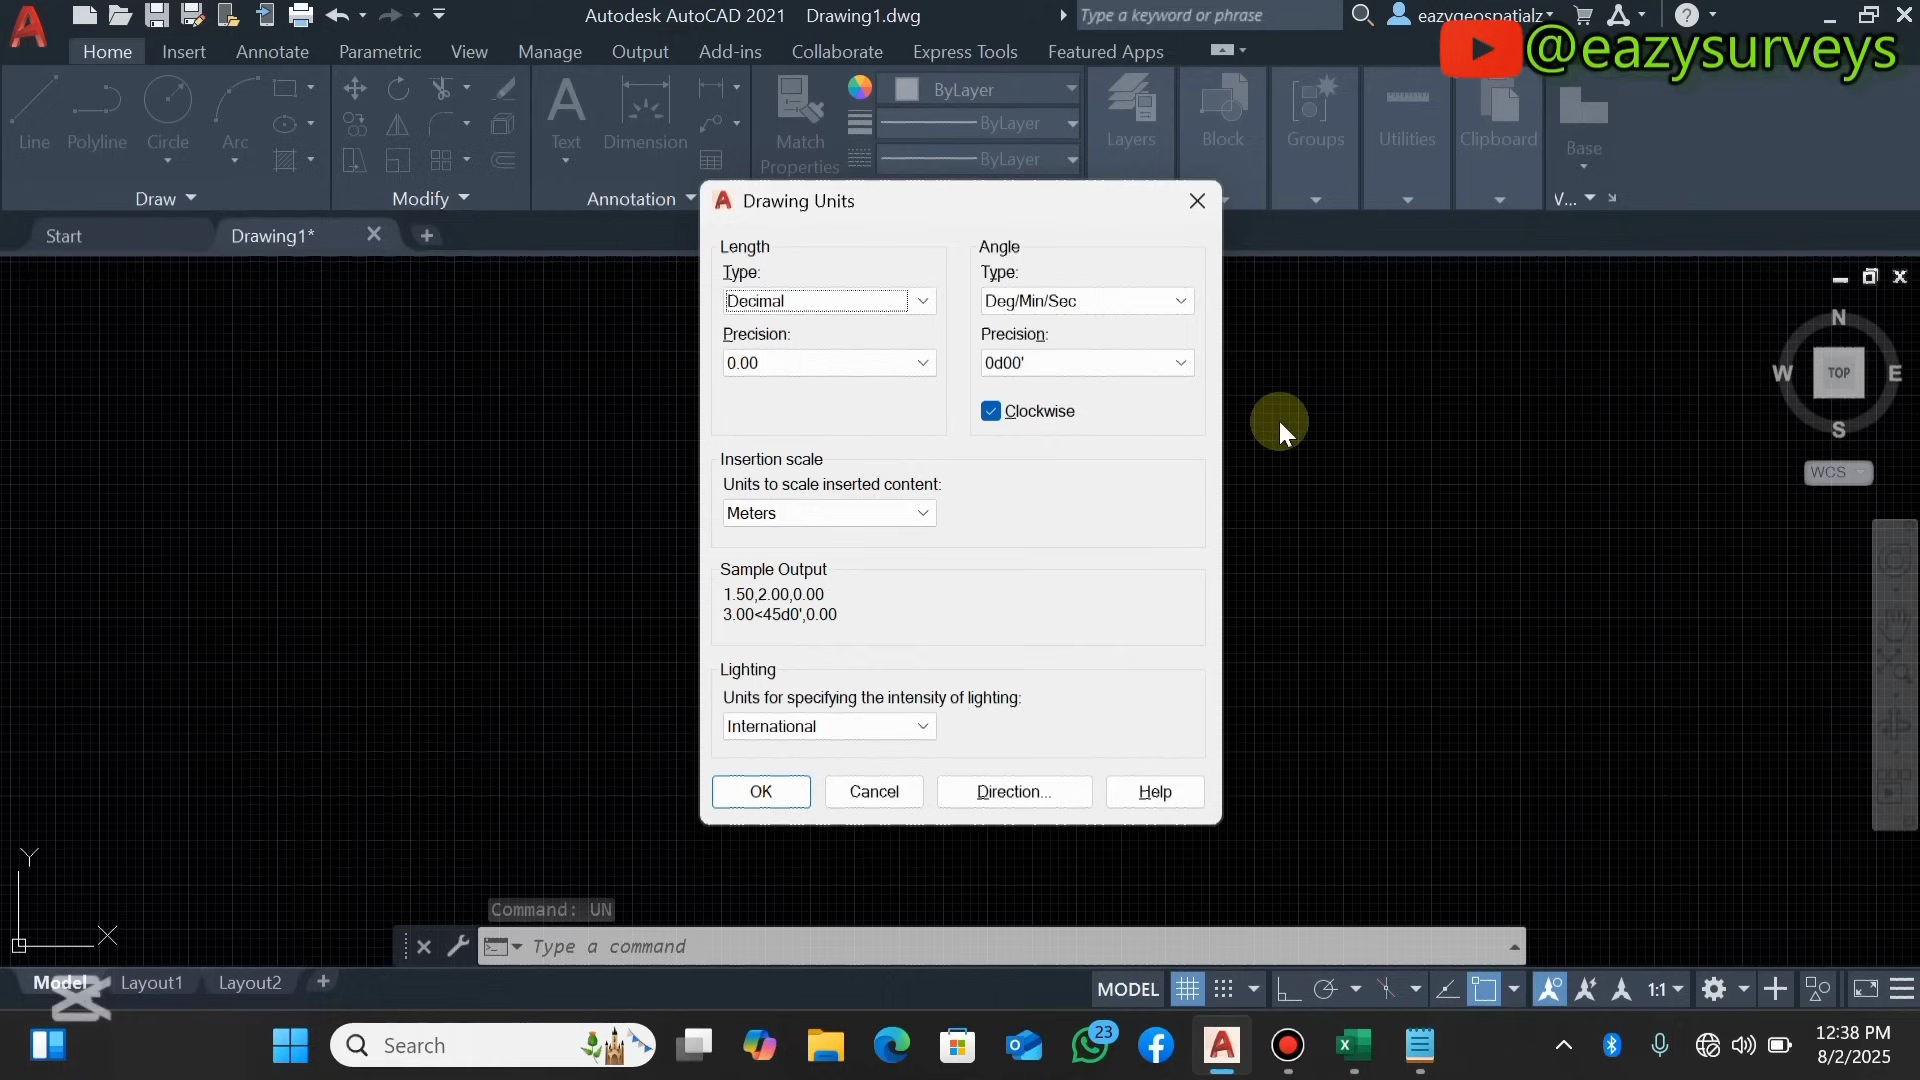 Autodesk AutoCAD 2021 Drawing1.dwg
Type a keyword or phrase
eazygeospatialz
@eazysurveys
Home Insert Annotate Parametric View Manage Output Add-ins Collaborate Express Tools Featured Apps
Line Polyline Circle Arc
Text Dimension
Match
Properties
ByLayer
ByLayer
ByLayer
Layers Block Groups Utilities Clipboard Base
Draw Modify Annotation V...
Start Drawing1*
Drawing Units
Length
Type:
Decimal
Precision:
0.00
Angle
Type:
Deg/Min/Sec
Precision:
0d00'
Clockwise
Insertion scale
Units to scale inserted content:
Meters
Sample Output
1.50,2.00,0.00
3.00<45d0',0.00
Lighting
Units for specifying the intensity of lighting:
International
OK Cancel Direction... Help
N
W TOP E
S
WCS
Y
X
Command: UN
Type a command
Model Layout1 Layout2
MODEL 1:1
Search
23
12:38 PM
8/2/2025